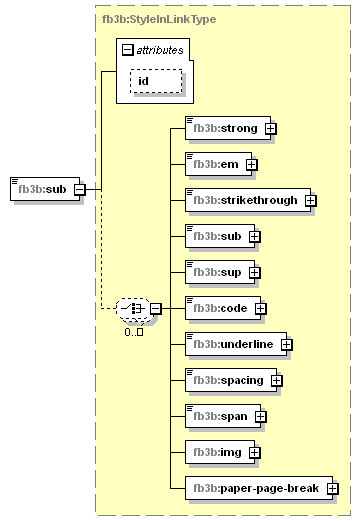 fb3b:StyleInLinkType
attributes
id
fb3b:strong
fb3b:em
fb3b:strikethrough
fb3b:sub
fb3b:sub
fb3b:sup
fb3b:code
0..□
fb3b:underline
fb3b:spacing
fb3b:span
fb3b:img
fb3b:paper-page-break